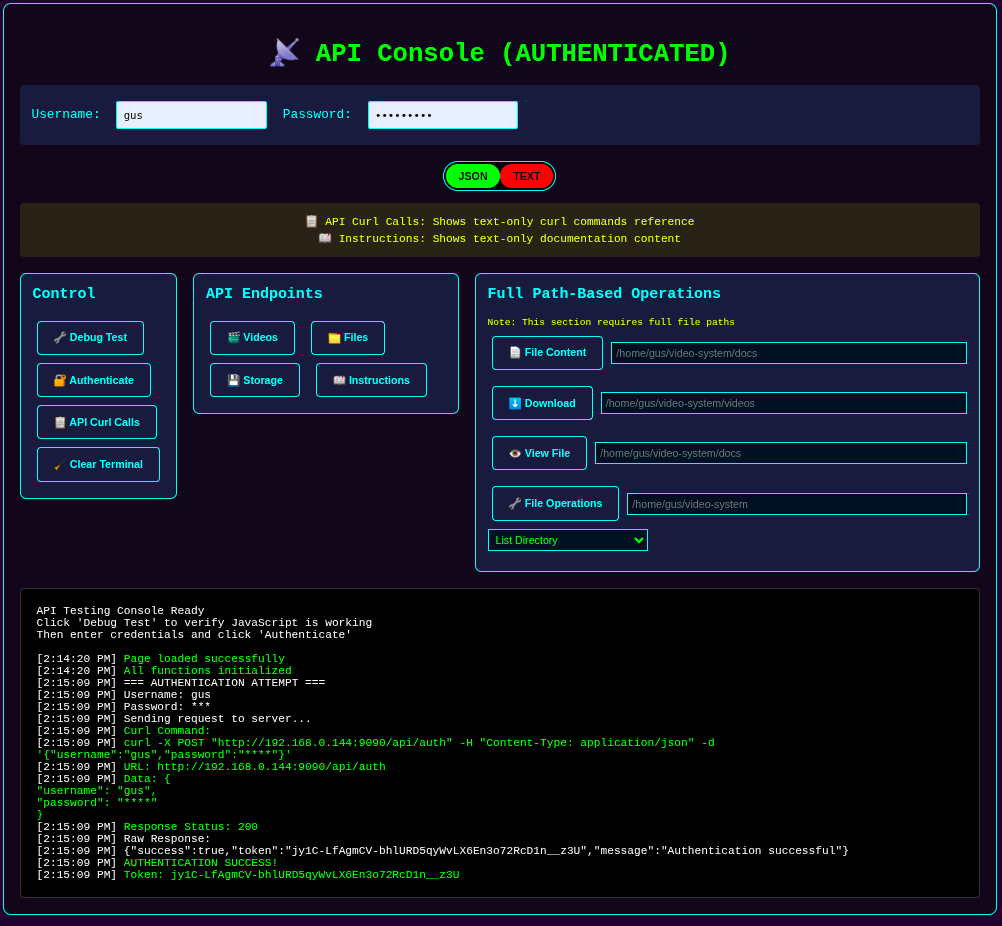 API Console (AUTHENTICATED)
Username: gus Password: •••••••••
JSON TEXT
API Curl Calls: Shows text-only curl commands reference
Instructions: Shows text-only documentation content
Control
Debug Test
Authenticate
API Curl Calls
Clear Terminal
API Endpoints
Videos Files
Storage Instructions
Full Path-Based Operations
Note: This section requires full file paths
File Content /home/gus/video-system/docs
Download /home/gus/video-system/videos
View File /home/gus/video-system/docs
File Operations /home/gus/video-system
List Directory
API Testing Console Ready
Click 'Debug Test' to verify JavaScript is working
Then enter credentials and click 'Authenticate'
[2:14:20 PM] Page loaded successfully
[2:14:20 PM] All functions initialized
[2:15:09 PM] === AUTHENTICATION ATTEMPT ===
[2:15:09 PM] Username: gus
[2:15:09 PM] Password: ***
[2:15:09 PM] Sending request to server...
[2:15:09 PM] Curl Command:
[2:15:09 PM] curl -X POST "http://192.168.0.144:9090/api/auth" -H "Content-Type: application/json" -d
'{"username":"gus","password":"****"}'
[2:15:09 PM] URL: http://192.168.0.144:9090/api/auth
[2:15:09 PM] Data: {
"username": "gus",
"password": "****"
}
[2:15:09 PM] Response Status: 200
[2:15:09 PM] Raw Response:
[2:15:09 PM] {"success":true,"token":"jy1C-LfAgmCV-bhlURD5qyWvLX6En3o72RcD1n__z3U","message":"Authentication successful"}
[2:15:09 PM] AUTHENTICATION SUCCESS!
[2:15:09 PM] Token: jy1C-LfAgmCV-bhlURD5qyWvLX6En3o72RcD1n__z3U